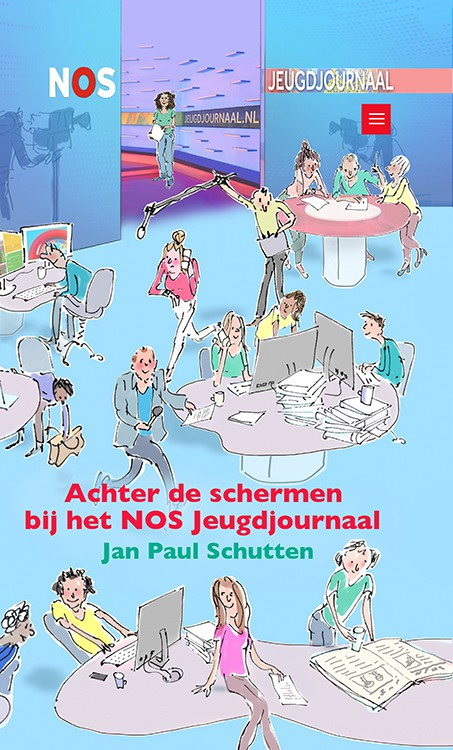 NOS
JEUGDJOURNAAL
JEUGDJOURNAAL.NL
Achter de schermen
bij het NOS Jeugdjournaal
Jan Paul Schutten